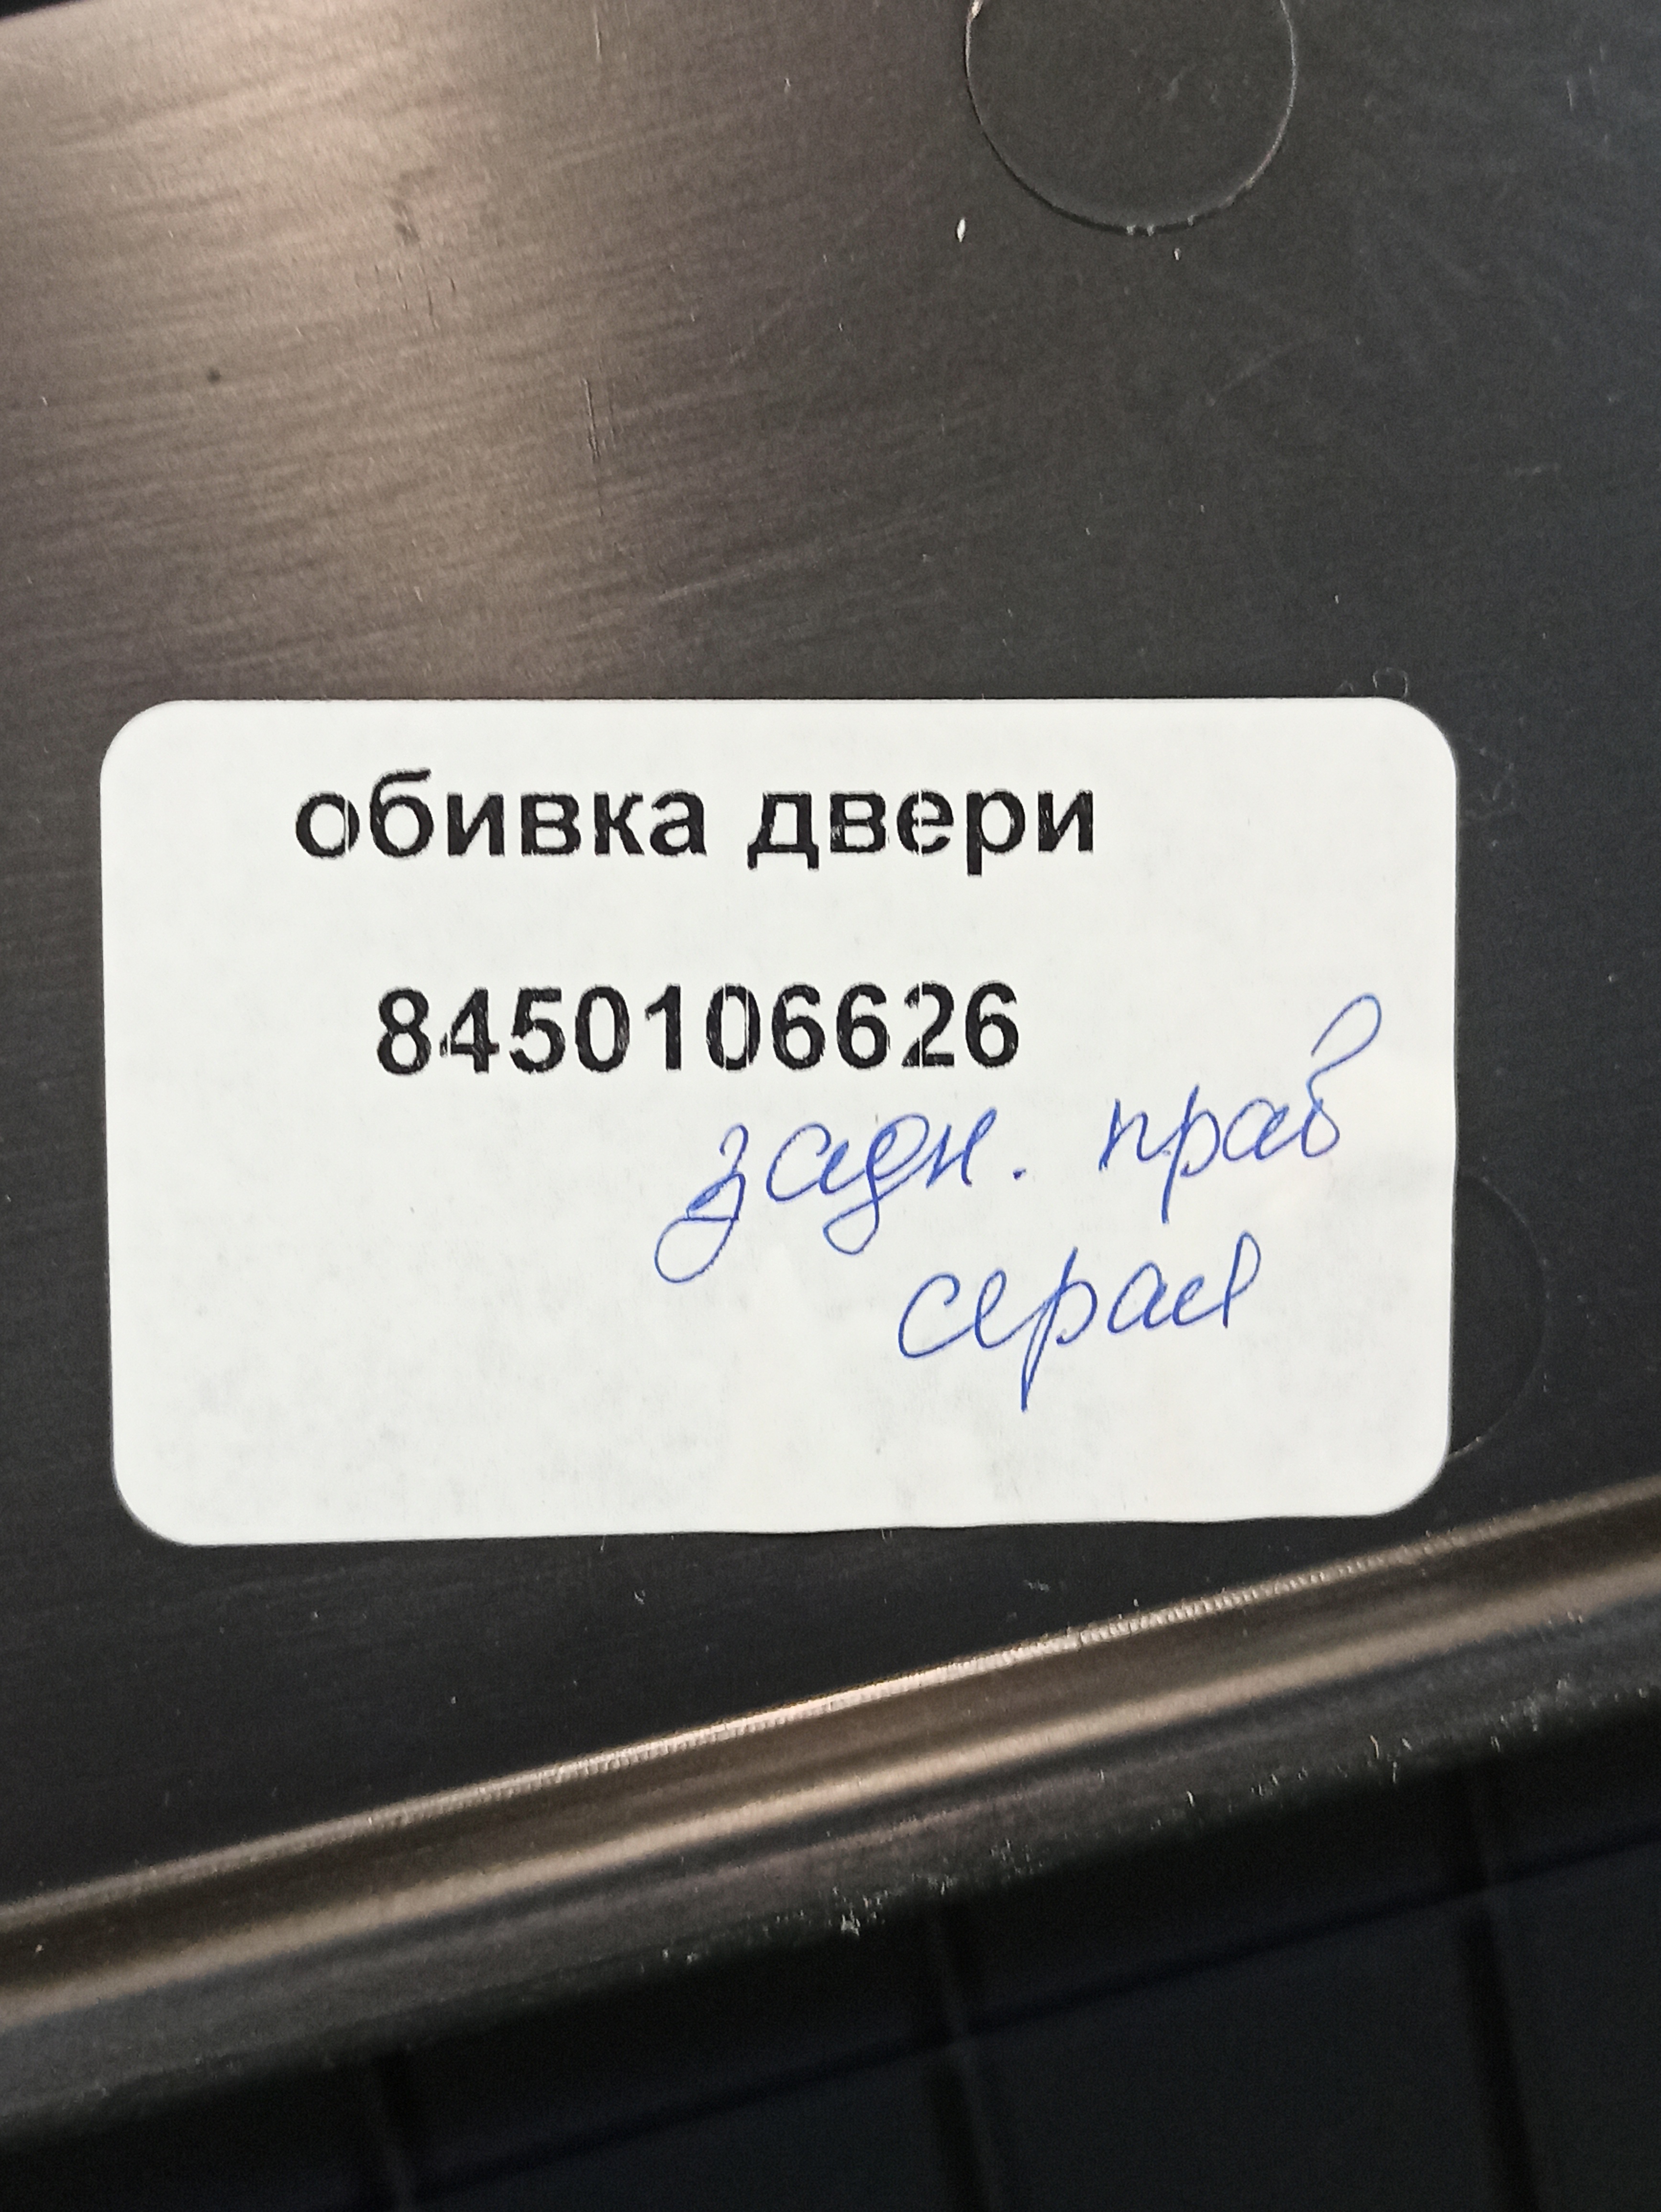 обивка двери
8450106626
задн. прав
серая